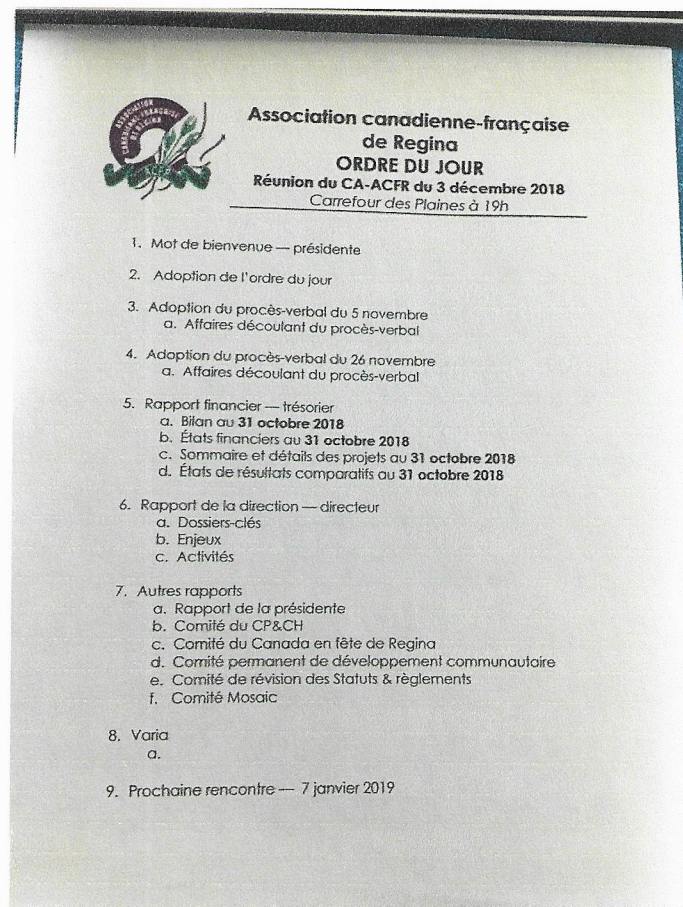 ASSOCIATION
CANADIENNE-FRANÇAISE
DE REGINA
Association canadienne-française
de Regina
ORDRE DU JOUR
Réunion du CA-ACFR du 3 décembre 2018
Carrefour des Plaines à 19h
1. Mot de bienvenue — présidente
2. Adoption de l'ordre du jour
3. Adoption du procès-verbal du 5 novembre
a. Affaires découlant du procès-verbal
4. Adoption du procès-verbal du 26 novembre
a. Affaires découlant du procès-verbal
5. Rapport financier — trésorier
a. Bilan au 31 octobre 2018
b. États financiers au 31 octobre 2018
c. Sommaire et détails des projets au 31 octobre 2018
d. États de résultats comparatifs au 31 octobre 2018
6. Rapport de la direction — directeur
a. Dossiers-clés
b. Enjeux
c. Activités
7. Autres rapports
a. Rapport de la présidente
b. Comité du CP&CH
c. Comité du Canada en fête de Regina
d. Comité permanent de développement communautaire
e. Comité de révision des Statuts & règlements
f. Comité Mosaic
8. Varia
a.
9. Prochaine rencontre — 7 janvier 2019